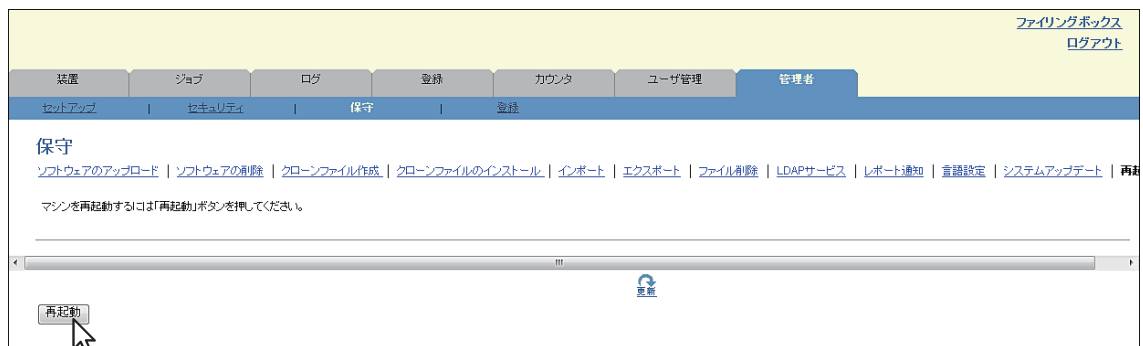 ファイリングボックス
ログアウト
装置 ジョブ ログ 登録 カウンタ ユーザ管理 管理者
セットアップ | セキュリティ | 保守 | 登録
保守
ソフトウェアのアップロード | ソフトウェアの削除 | クローンファイル作成 | クローンファイルのインストール | インポート | エクスポート | ファイル削除 | LDAPサービス | レポート通知 | 言語設定 | システムアップデート | 再起
マシンを再起動するには「再起動」ボタンを押してください。
更新
再起動